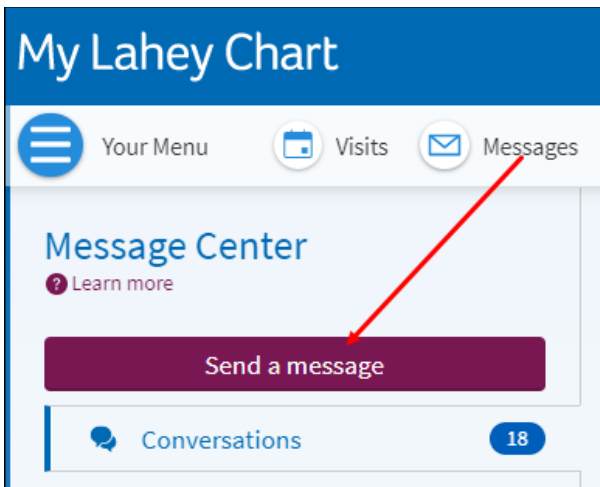 My Lahey Chart
Your Menu Visits Messages
Message Center
? Learn more
Send a message
Conversations 18